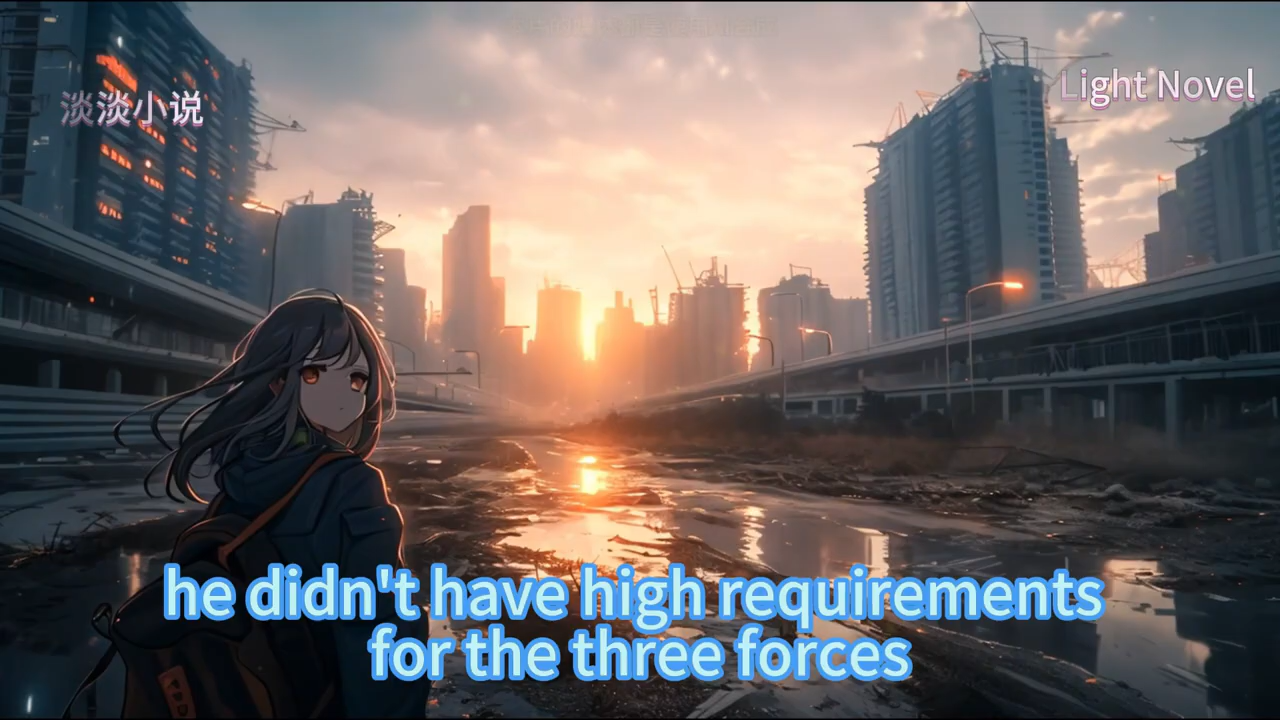 淡淡小说
Light Novel
he didn't have high requirements
for the three forces